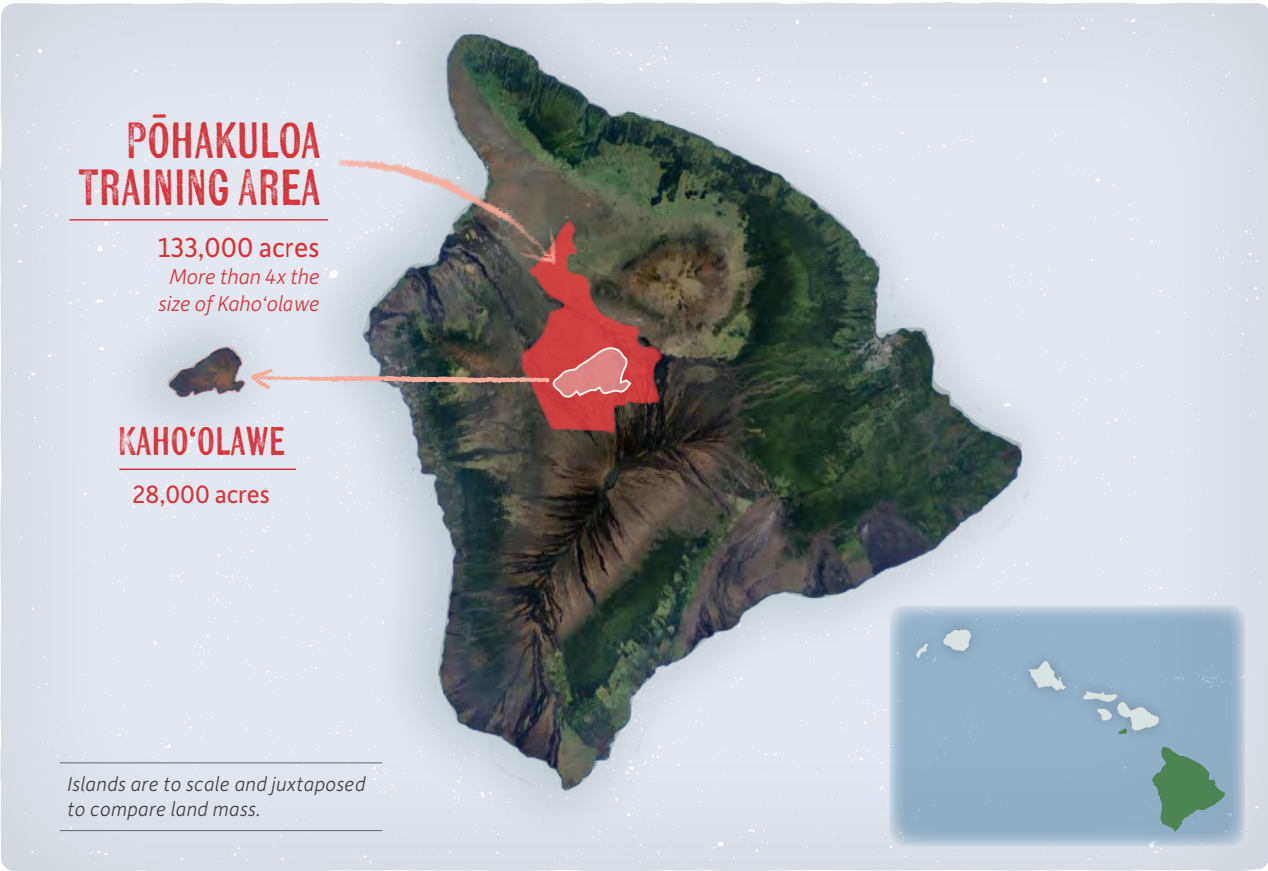 PŌHAKULOA
TRAINING AREA
133,000 acres
More than 4x the
size of Kahoʻolawe
KAHOʻOLAWE
28,000 acres
Islands are to scale and juxtaposed
to compare land mass.